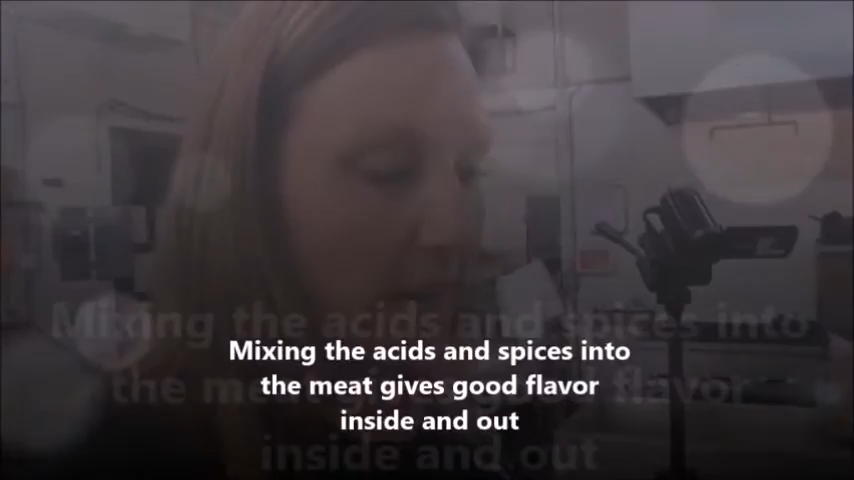 Mixing the acids and spices into
the meat gives good flavor
inside and out